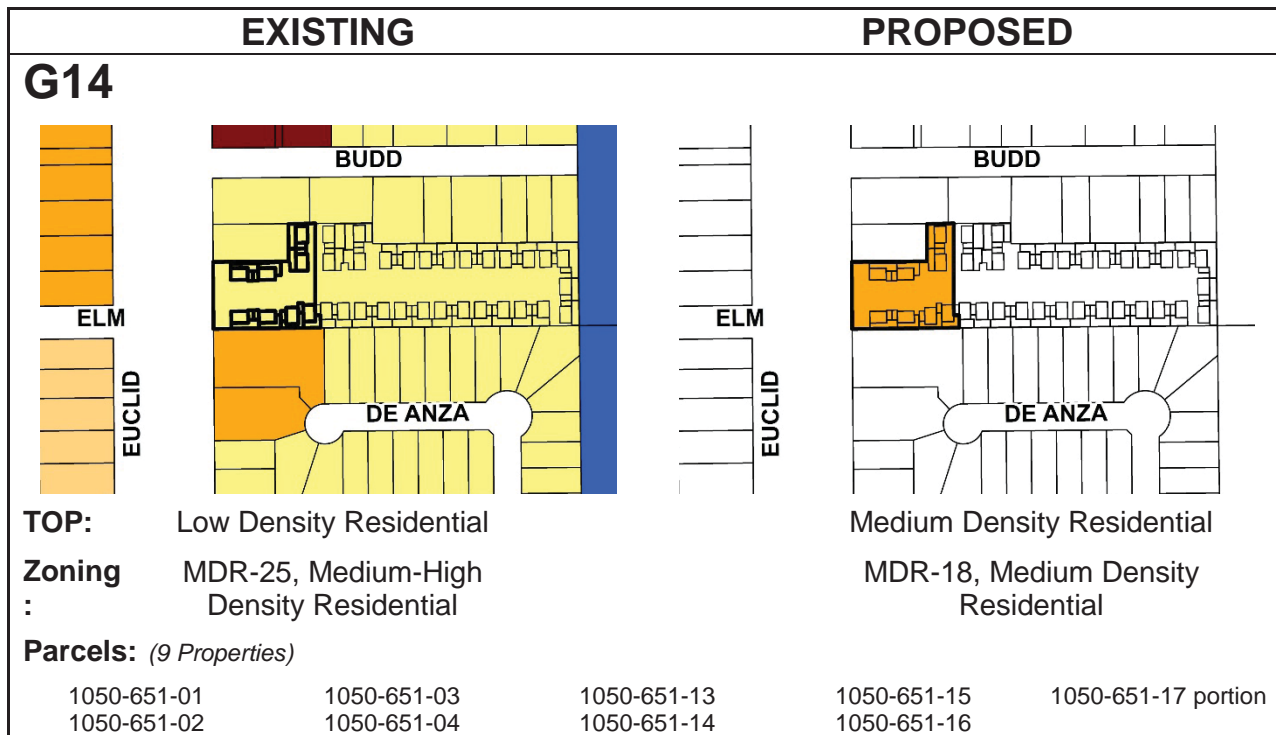 EXISTING PROPOSED
G14
BUDD
ELM
EUCLID
DE ANZA
BUDD
ELM
EUCLID
DE ANZA
TOP: Low Density Residential Medium Density Residential
Zoning : MDR-25, Medium-High Density Residential MDR-18, Medium Density Residential
Parcels: (9 Properties)
1050-651-01 1050-651-03 1050-651-13 1050-651-15 1050-651-17 portion
1050-651-02 1050-651-04 1050-651-14 1050-651-16